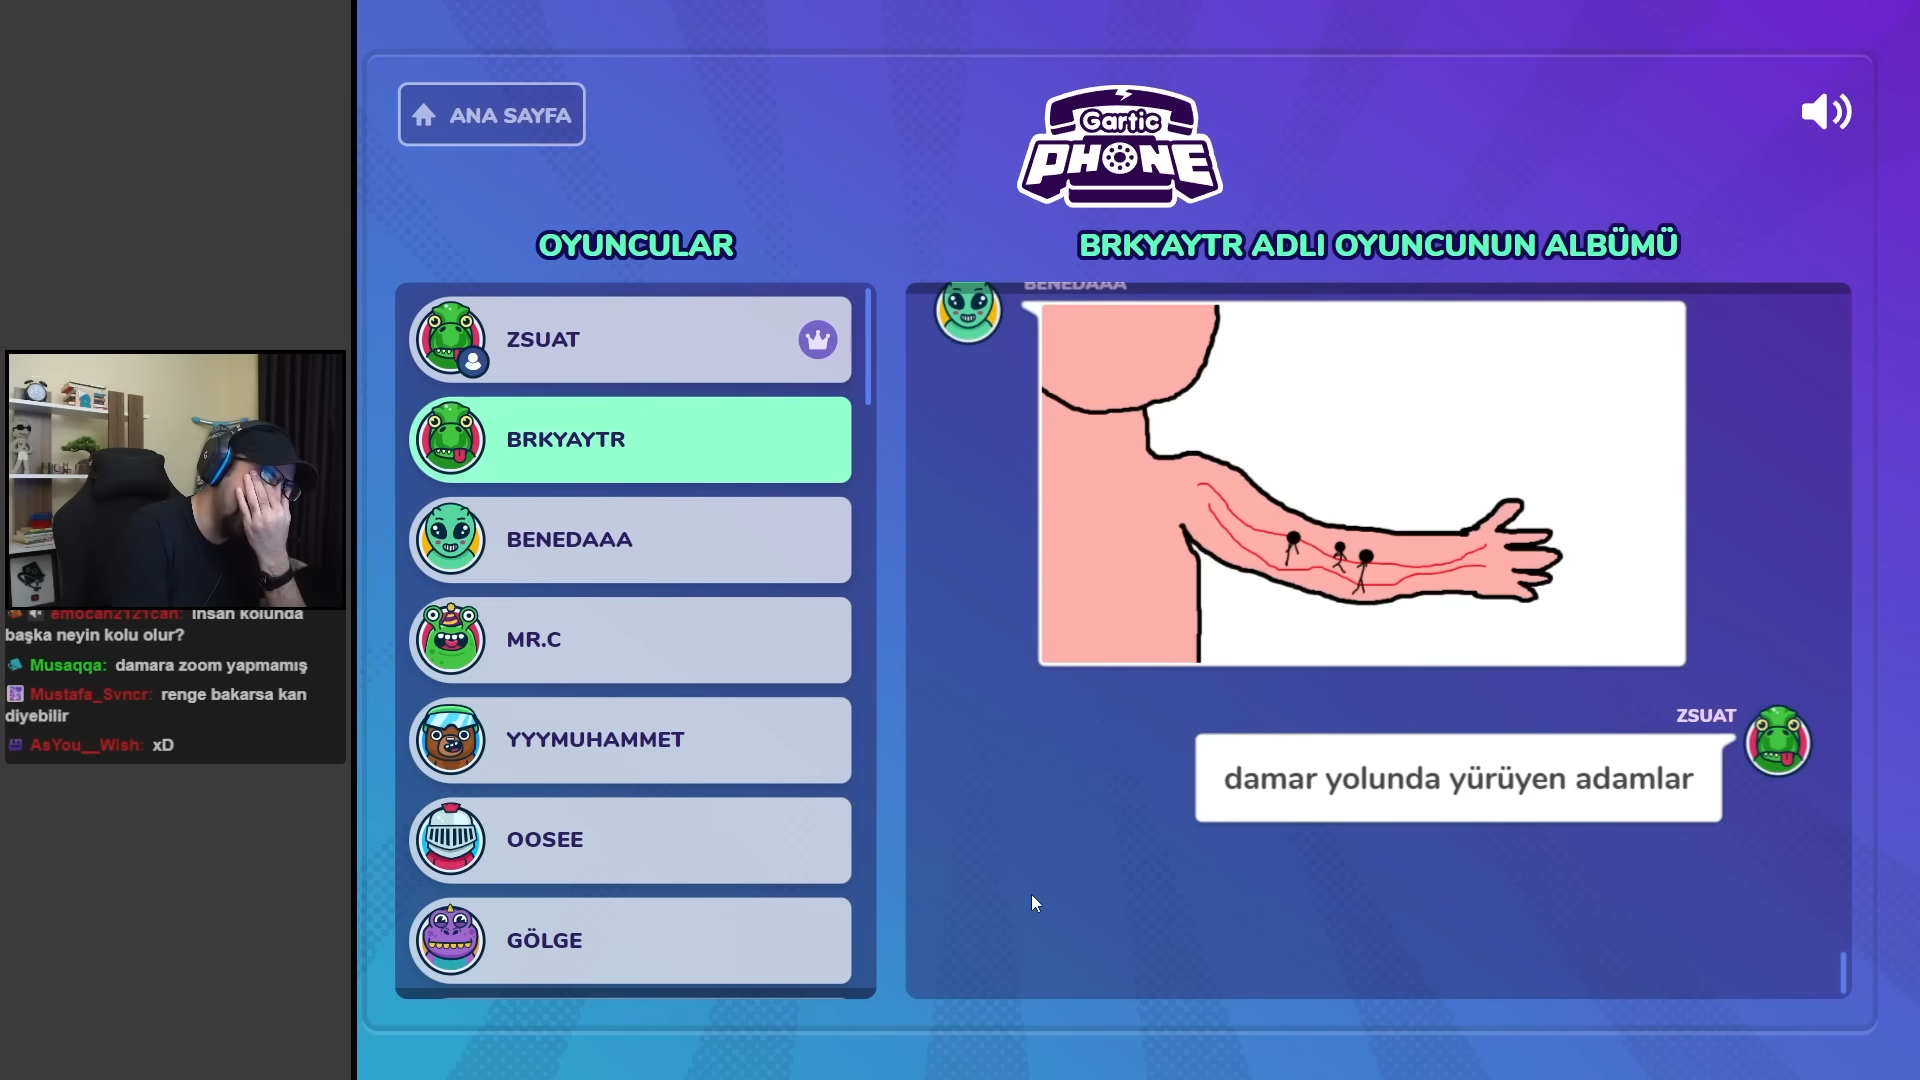 ANA SAYFA
Gartic
PHONE
OYUNCULAR
BRKYAYTR ADLI OYUNCUNUN ALBÜMÜ
ZSUAT
BRKYAYTR
BENEDAAA
MR.C
YYYMUHAMMET
OOSEE
GÖLGE
BENEDAAA
ZSUAT
damar yolunda yürüyen adamlar
emocan2121can: insan kolunda
başka neyin kolu olur?
Musaqqa: damara zoom yapmamış
Mustafa_Svncr: renge bakarsa kan
diyebilir
AsYou__Wish: xD